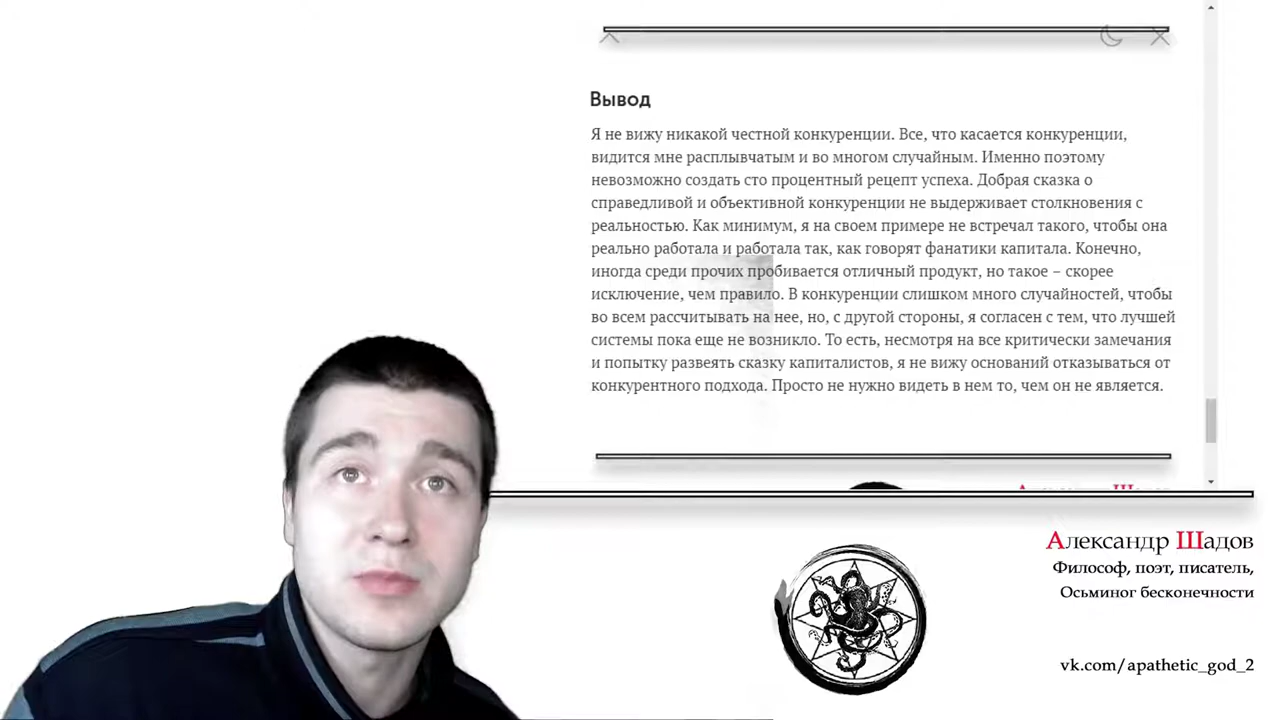 Вывод
Я не вижу никакой честной конкуренции. Все, что касается конкуренции,
видится мне расплывчатым и во многом случайным. Именно поэтому
невозможно создать сто процентный рецепт успеха. Добрая сказка о
справедливой и объективной конкуренции не выдерживает столкновения с
реальностью. Как минимум, я на своем примере не встречал такого, чтобы она
реально работала и работала так, как говорят фанатики капитала. Конечно,
иногда среди прочих пробивается отличный продукт, но такое – скорее
исключение, чем правило. В конкуренции слишком много случайностей, чтобы
во всем рассчитывать на нее, но, с другой стороны, я согласен с тем, что лучшей
системы пока еще не возникло. То есть, несмотря на все критически замечания
и попытку развеять сказку капиталистов, я не вижу оснований отказываться от
конкурентного подхода. Просто не нужно видеть в нем то, чем он не является.
Александр Шадов
Философ, поэт, писатель,
Осьминог бесконечности
vk.com/apathetic_god_2